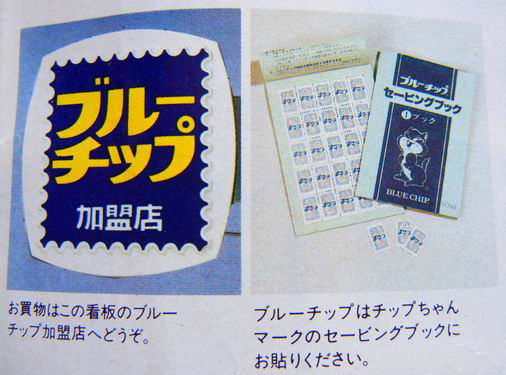 ブルー
チップ
加盟店
お買物はこの看板のブルー
チップ加盟店へどうぞ。
ブルーチップ
セービングブック
1ブック
BLUE CHIP
ブルーチップはチップちゃん
マークのセービングブックに
お貼りください。